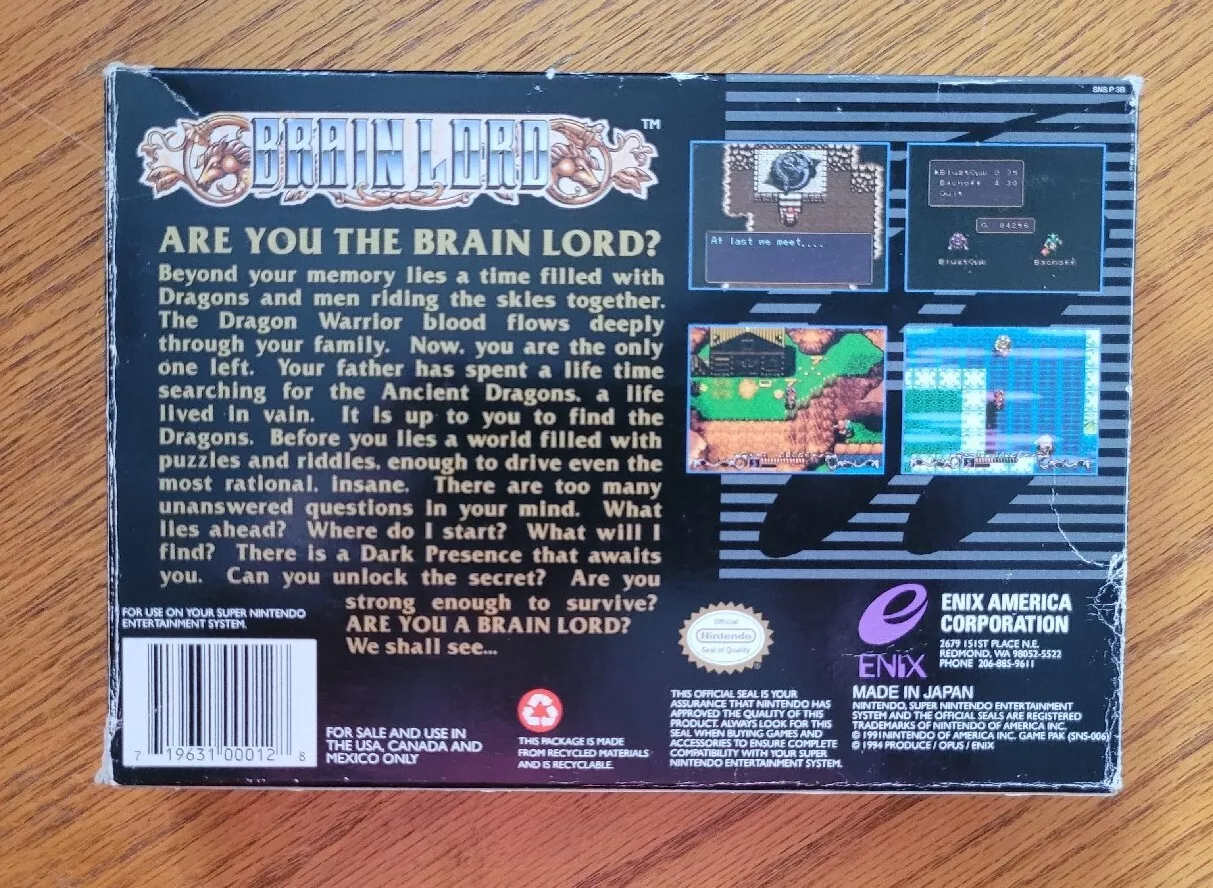 SNS P 3B
BRAIN LORD
TM
ARE YOU THE BRAIN LORD?
Beyond your memory lies a time filled with
Dragons and men riding the skies together.
The Dragon Warrior blood flows deeply
through your family. Now, you are the only
one left. Your father has spent a life time
searching for the Ancient Dragons, a life
lived in vain. It is up to you to find the
Dragons. Before you lies a world filled with
puzzles and riddles, enough to drive even the
most rational, insane. There are too many
unanswered questions in your mind. What
lies ahead? Where do I start? What will I
find? There is a Dark Presence that awaits
you. Can you unlock the secret? Are you
strong enough to survive?
ARE YOU A BRAIN LORD?
We shall see...
At last we meet....
Quit
G 84256
FOR USE ON YOUR SUPER NINTENDO
ENTERTAINMENT SYSTEM.
7 19631-00012 8
FOR SALE AND USE IN
THE USA, CANADA AND
MEXICO ONLY
THIS PACKAGE IS MADE
FROM RECYCLED MATERIALS
AND IS RECYCLABLE.
Official
Nintendo
Seal of Quality
®
THIS OFFICIAL SEAL IS YOUR
ASSURANCE THAT NINTENDO HAS
APPROVED THE QUALITY OF THIS
PRODUCT. ALWAYS LOOK FOR THIS
SEAL WHEN BUYING GAMES AND
ACCESSORIES TO ENSURE COMPLETE
COMPATIBILITY WITH YOUR SUPER
NINTENDO ENTERTAINMENT SYSTEM.
ENIX
ENIX AMERICA
CORPORATION
2679 151ST PLACE N.E.
REDMOND, WA 98052-5522
PHONE 206-885-9611
MADE IN JAPAN
NINTENDO, SUPER NINTENDO ENTERTAINMENT
SYSTEM AND THE OFFICIAL SEALS ARE REGISTERED
TRADEMARKS OF NINTENDO OF AMERICA INC.
© 1991 NINTENDO OF AMERICA INC. GAME PAK (SNS-006)
© 1994 PRODUCE / OPUS / ENIX